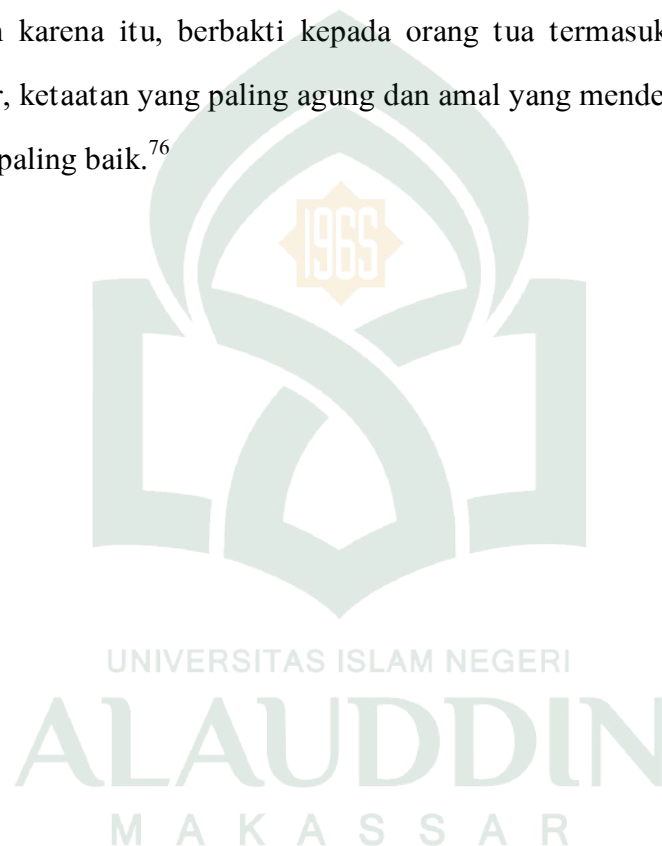 karena itu, berbakti kepada orang tua termasuk
ketaatan yang paling agung dan amal yang mende
paling baik.76
1965
UNIVERSITAS ISLAM NEGERI
ALAUDDIN
MAKASSAR